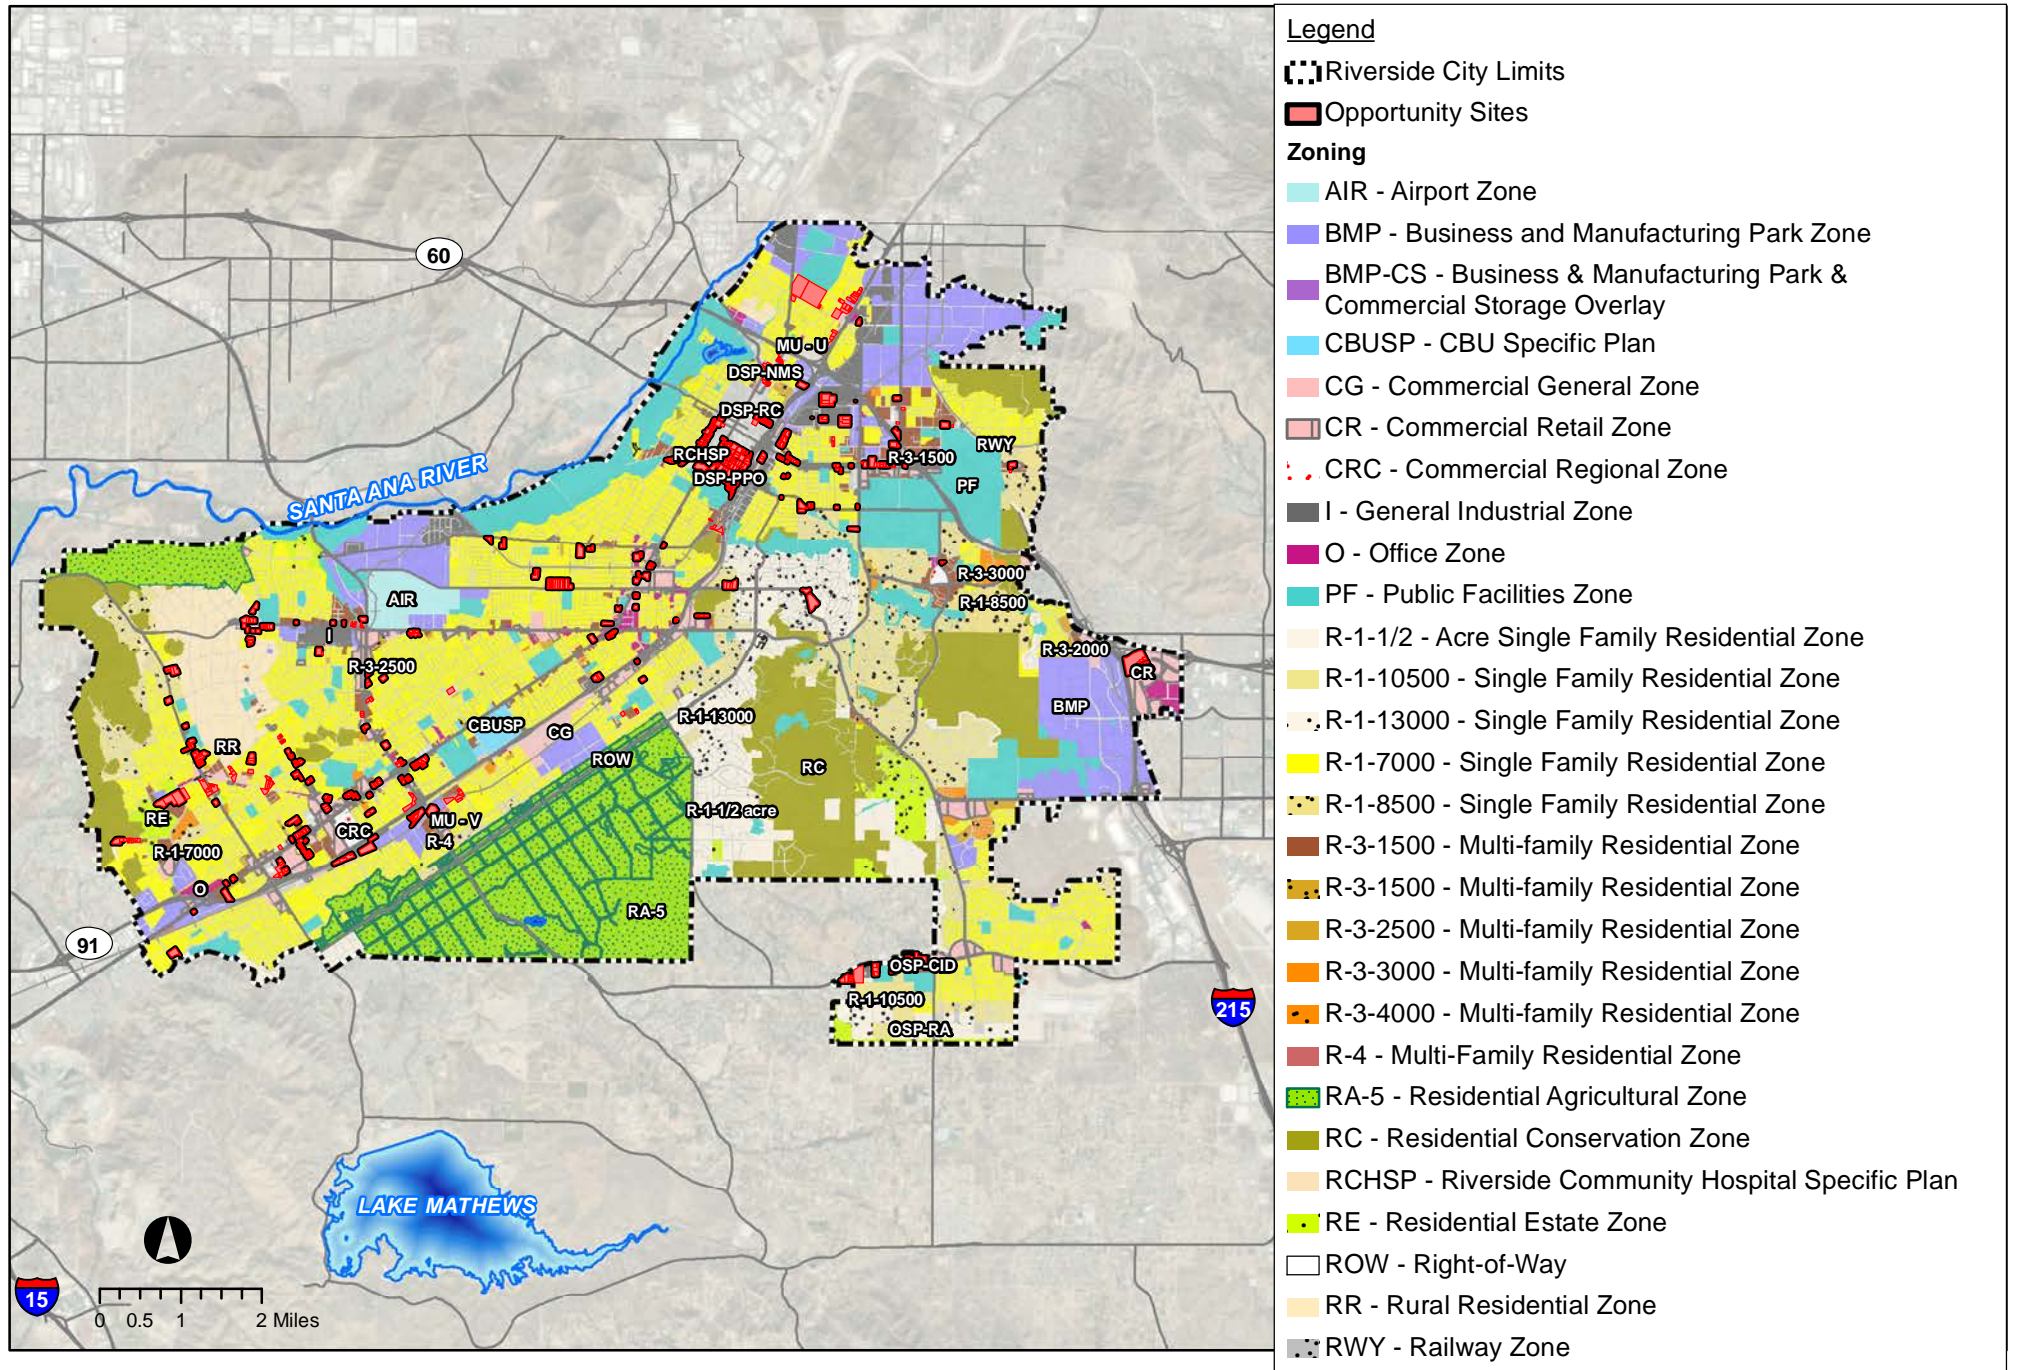 60
MU - U
DSP-NMS
DSP-RC
RCHSP
DSP-PPO
R-3-1500
RWY
PF
SANTA ANA RIVER
AIR
I
R-3-2500
R-3-3000
R-1-8500
R-3-2000
CR
BMP
CBUSP
CG
R-1-13000
ROW
RC
RR
RE
R-1-7000
CRC
MU - V
R-4
R-1-1/2 acre
O
RA-5
91
OSP-CID
R-1-10500
OSP-RA
215
LAKE MATHEWS
15
0 0.5 1 2 Miles
Legend
Riverside City Limits
Opportunity Sites
Zoning
AIR - Airport Zone
BMP - Business and Manufacturing Park Zone
BMP-CS - Business & Manufacturing Park &
Commercial Storage Overlay
CBUSP - CBU Specific Plan
CG - Commercial General Zone
CR - Commercial Retail Zone
CRC - Commercial Regional Zone
I - General Industrial Zone
O - Office Zone
PF - Public Facilities Zone
R-1-1/2 - Acre Single Family Residential Zone
R-1-10500 - Single Family Residential Zone
R-1-13000 - Single Family Residential Zone
R-1-7000 - Single Family Residential Zone
R-1-8500 - Single Family Residential Zone
R-3-1500 - Multi-family Residential Zone
R-3-1500 - Multi-family Residential Zone
R-3-2500 - Multi-family Residential Zone
R-3-3000 - Multi-family Residential Zone
R-3-4000 - Multi-family Residential Zone
R-4 - Multi-Family Residential Zone
RA-5 - Residential Agricultural Zone
RC - Residential Conservation Zone
RCHSP - Riverside Community Hospital Specific Plan
RE - Residential Estate Zone
ROW - Right-of-Way
RR - Rural Residential Zone
RWY - Railway Zone